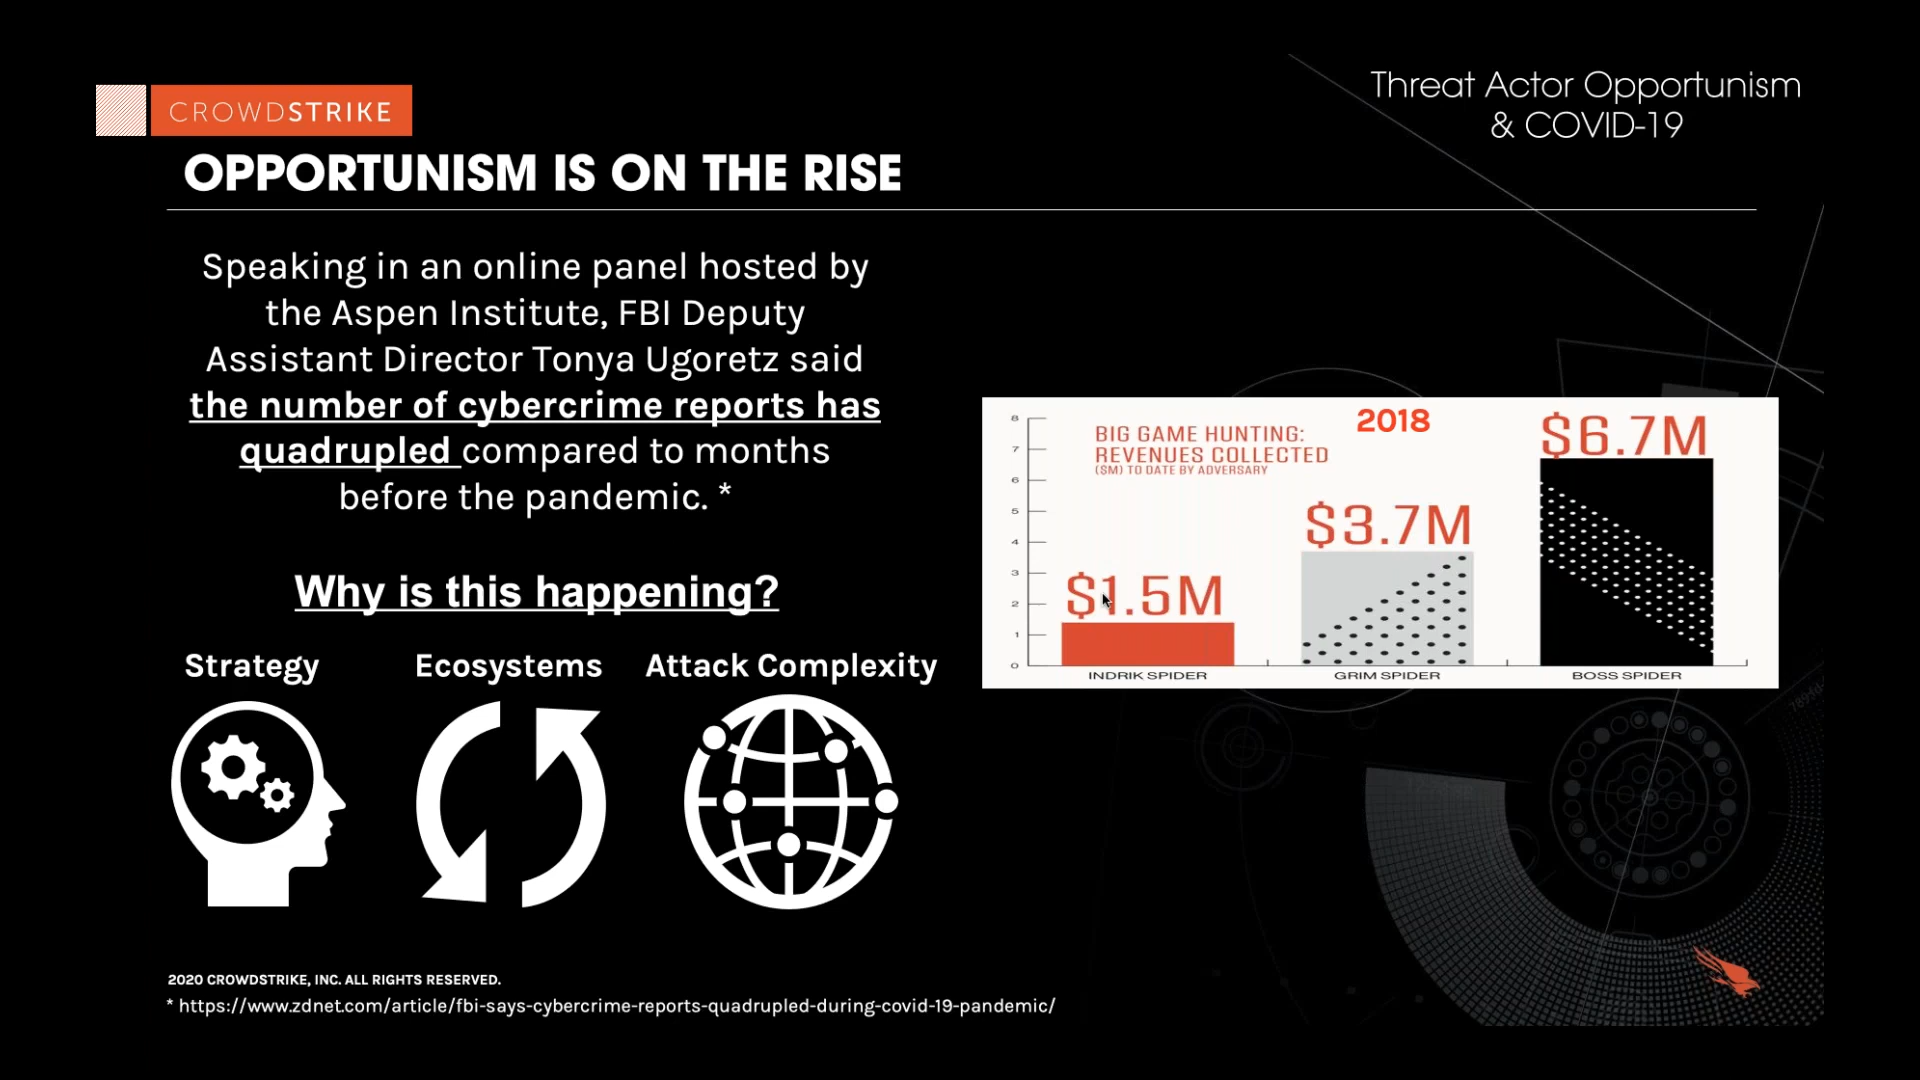 CROWDSTRIKE
Threat Actor Opportunism
& COVID-19
OPPORTUNISM IS ON THE RISE
Speaking in an online panel hosted by
the Aspen Institute, FBI Deputy
Assistant Director Tonya Ugoretz said
the number of cybercrime reports has
quadrupled compared to months
before the pandemic. *
Why is this happening?
Strategy
Ecosystems
Attack Complexity
2018
BIG GAME HUNTING:
REVENUES COLLECTED
($M) TO DATE BY ADVERSARY
8
7
6
5
4
3
2
1
0
$1.5M
$3.7M
$6.7M
INDRIK SPIDER
GRIM SPIDER
BOSS SPIDER
2020 CROWDSTRIKE, INC. ALL RIGHTS RESERVED.
* https://www.zdnet.com/article/fbi-says-cybercrime-reports-quadrupled-during-covid-19-pandemic/